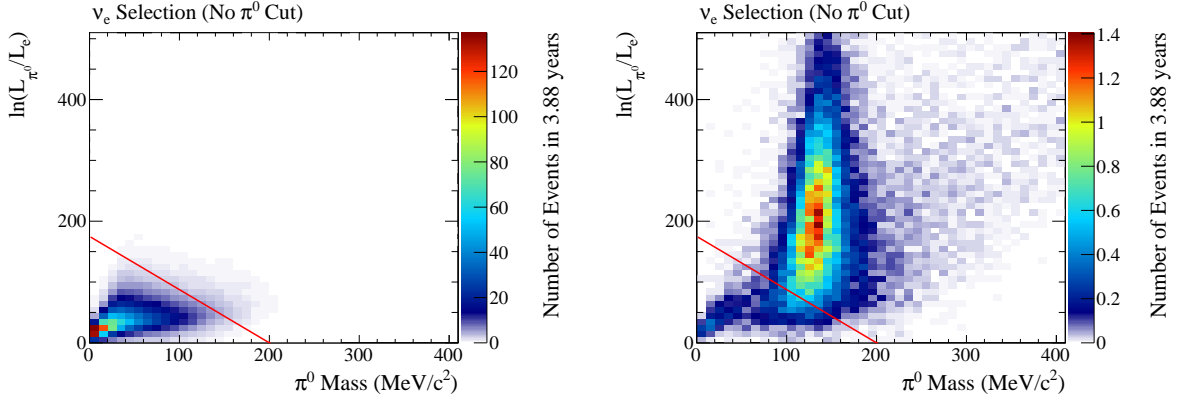 νe Selection (No π0 Cut)
ln(Lπ0/Le)
400
200
0
0 100 200 300 400
π0 Mass (MeV/c2)
120
100
80
60
40
20
0
Number of Events in 3.88 years
νe Selection (No π0 Cut)
ln(Lπ0/Le)
400
200
0
0 100 200 300 400
π0 Mass (MeV/c2)
1.4
1.2
1
0.8
0.6
0.4
0.2
0
Number of Events in 3.88 years